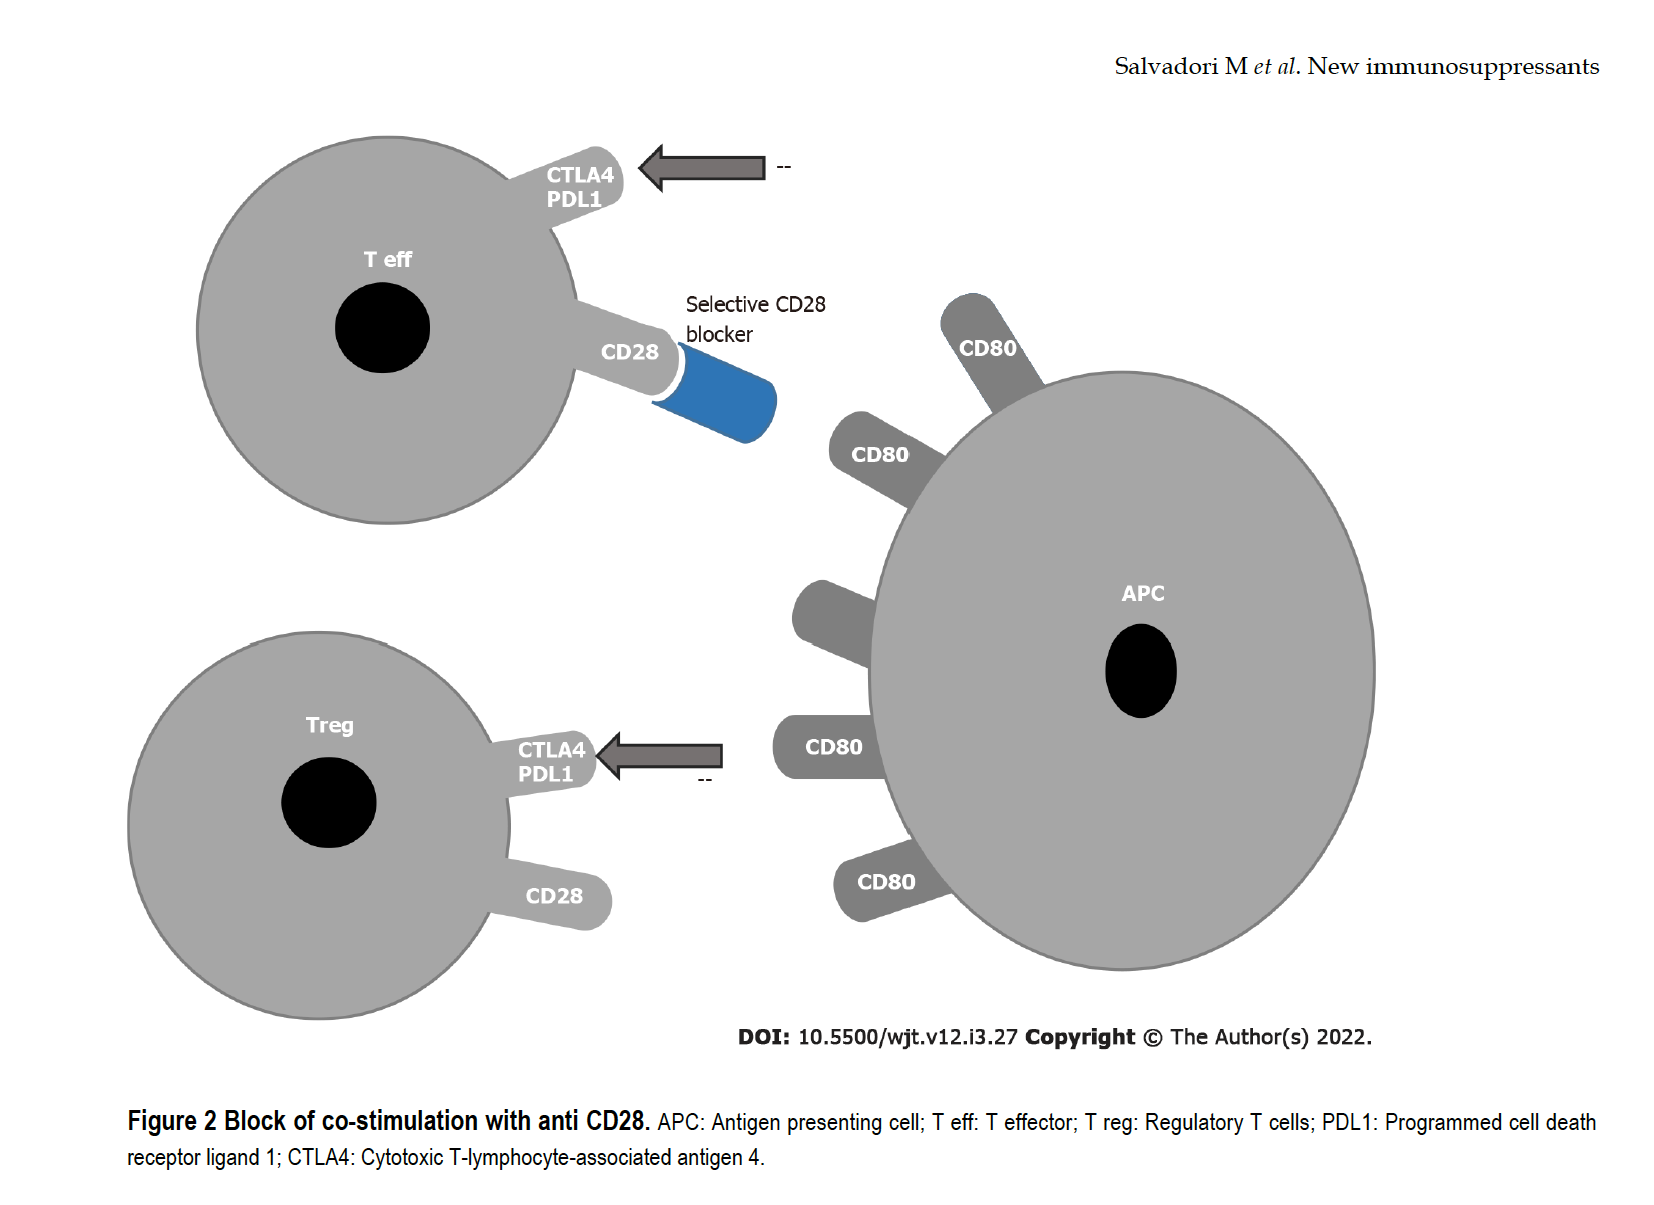 Salvadori M et al. New immunosuppressants
CTLA4
PDL1
--
T eff
Selective CD28
blocker
CD28
CD80
CD80
APC
Treg
CTLA4
PDL1
--
CD80
CD28
CD80
DOI: 10.5500/wjt.v12.i3.27 Copyright © The Author(s) 2022.
Figure 2 Block of co-stimulation with anti CD28. APC: Antigen presenting cell; T eff: T effector; T reg: Regulatory T cells; PDL1: Programmed cell death
receptor ligand 1; CTLA4: Cytotoxic T-lymphocyte-associated antigen 4.